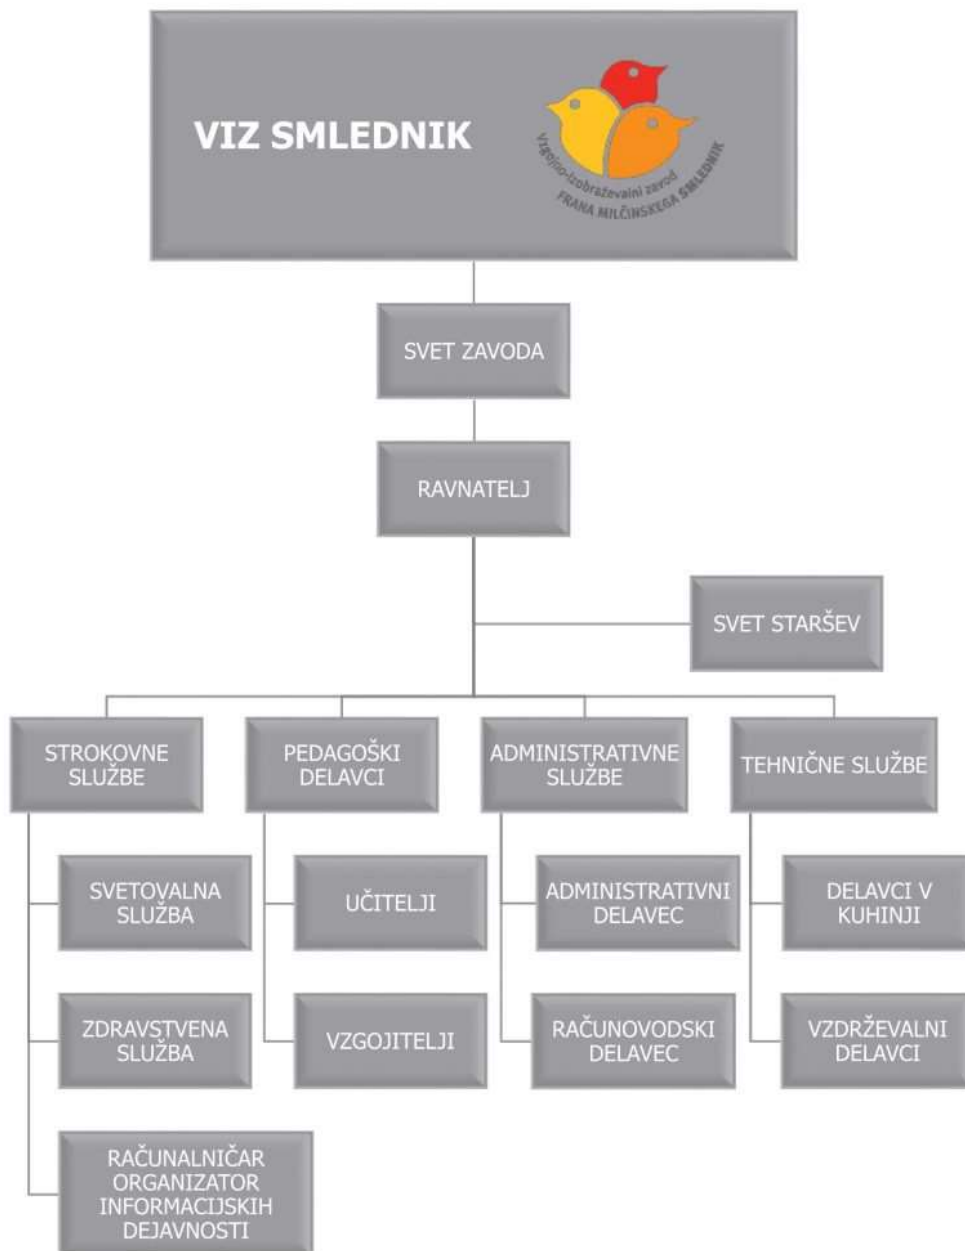 VIZ SMLEDNIK
Vzgojno-izobraževalni zavod
FRANA MILČINSKEGA SMLEDNIK
SVET ZAVODA
RAVNATELJ
SVET STARŠEV
STROKOVNE
SLUŽBE
PEDAGOŠKI
DELAVCI
ADMINISTRATIVNE
SLUŽBE
TEHNIČNE SLUŽBE
SVETOVALNA
SLUŽBA
UČITELJI
ADMINISTRATIVNI
DELAVEC
DELAVCI V
KUHINJI
ZDRAVSTVENA
SLUŽBA
VZGOJITELJI
RAČUNOVODSKI
DELAVEC
VZDRŽEVALNI
DELAVCI
RAČUNALNIČAR
ORGANIZATOR
INFORMACIJSKIH
DEJAVNOSTI